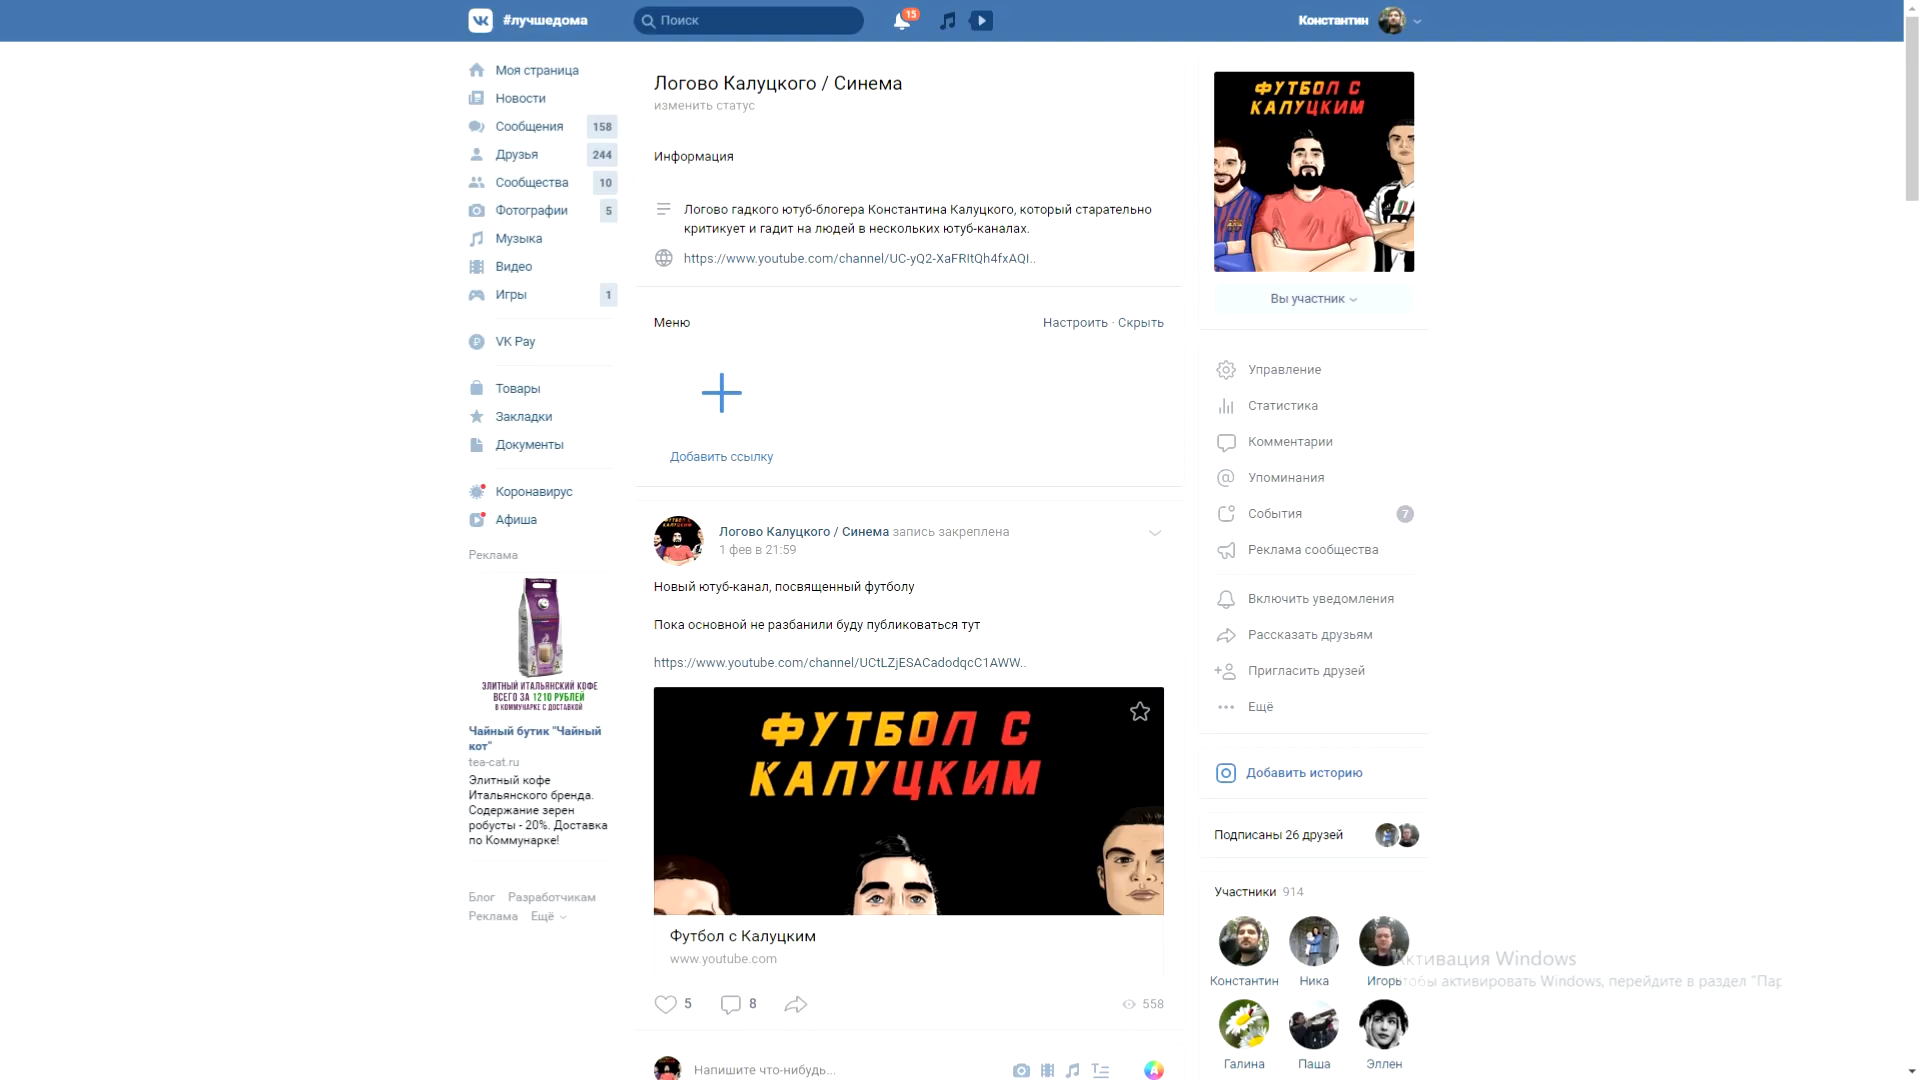 #лучшедома
Поиск
15
Константин
Моя страница
Новости
Сообщения 158
Друзья 244
Сообщества 10
Фотографии 5
Музыка
Видео
Игры 1
VK Pay
Товары
Закладки
Документы
Коронавирус
Афиша
Реклама
ЭЛИТНЫЙ ИТАЛЬЯНСКИЙ КОФЕ
ВСЕГО ЗА 1210 РУБЛЕЙ
В КОММУНАРКЕ С ДОСТАВКОЙ
Чайный бутик "Чайный
кот"
tea-cat.ru
Элитный кофе
Итальянского бренда.
Содержание зерен
робусты - 20%. Доставка
по Коммунарке!
Блог Разработчикам
Реклама Ещё
Логово Калуцкого / Синема
изменить статус
Информация
Логово гадкого ютуб-блогера Константина Калуцкого, который старательно
критикует и гадит на людей в нескольких ютуб-каналах.
https://www.youtube.com/channel/UC-yQ2-XaFRItQh4fxAQI..
Меню
Настроить · Скрыть
Добавить ссылку
Логово Калуцкого / Синема запись закреплена
1 фев в 21:59
Новый ютуб-канал, посвященный футболу
Пока основной не разбанили буду публиковаться тут
https://www.youtube.com/channel/UCtLZjESACadodqcC1AWW..
ФУТБОЛ С
КАЛУЦКИМ
Футбол с Калуцким
www.youtube.com
5 8 558
Напишите что-нибудь...
ФУТБОЛ С
КАЛУЦКИМ
Вы участник
Управление
Статистика
Комментарии
Упоминания
События 7
Реклама сообщества
Включить уведомления
Рассказать друзьям
Пригласить друзей
Ещё
Добавить историю
Подписаны 26 друзей
Участники 914
Константин Ника Игорь
Галина Паша Эллен
Активация Windows
Чтобы активировать Windows, перейдите в раздел "Пар